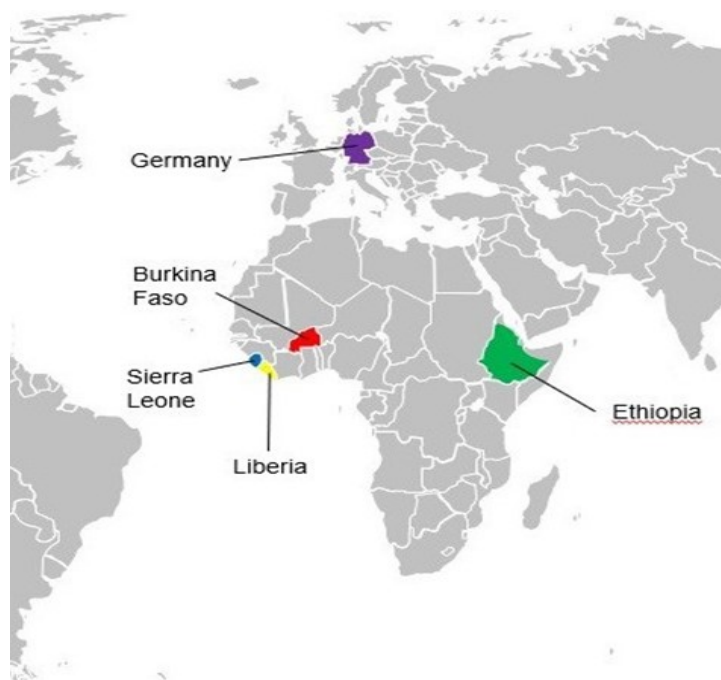 Germany
Burkina
Faso
Sierra
Leone
Liberia
Ethiopia